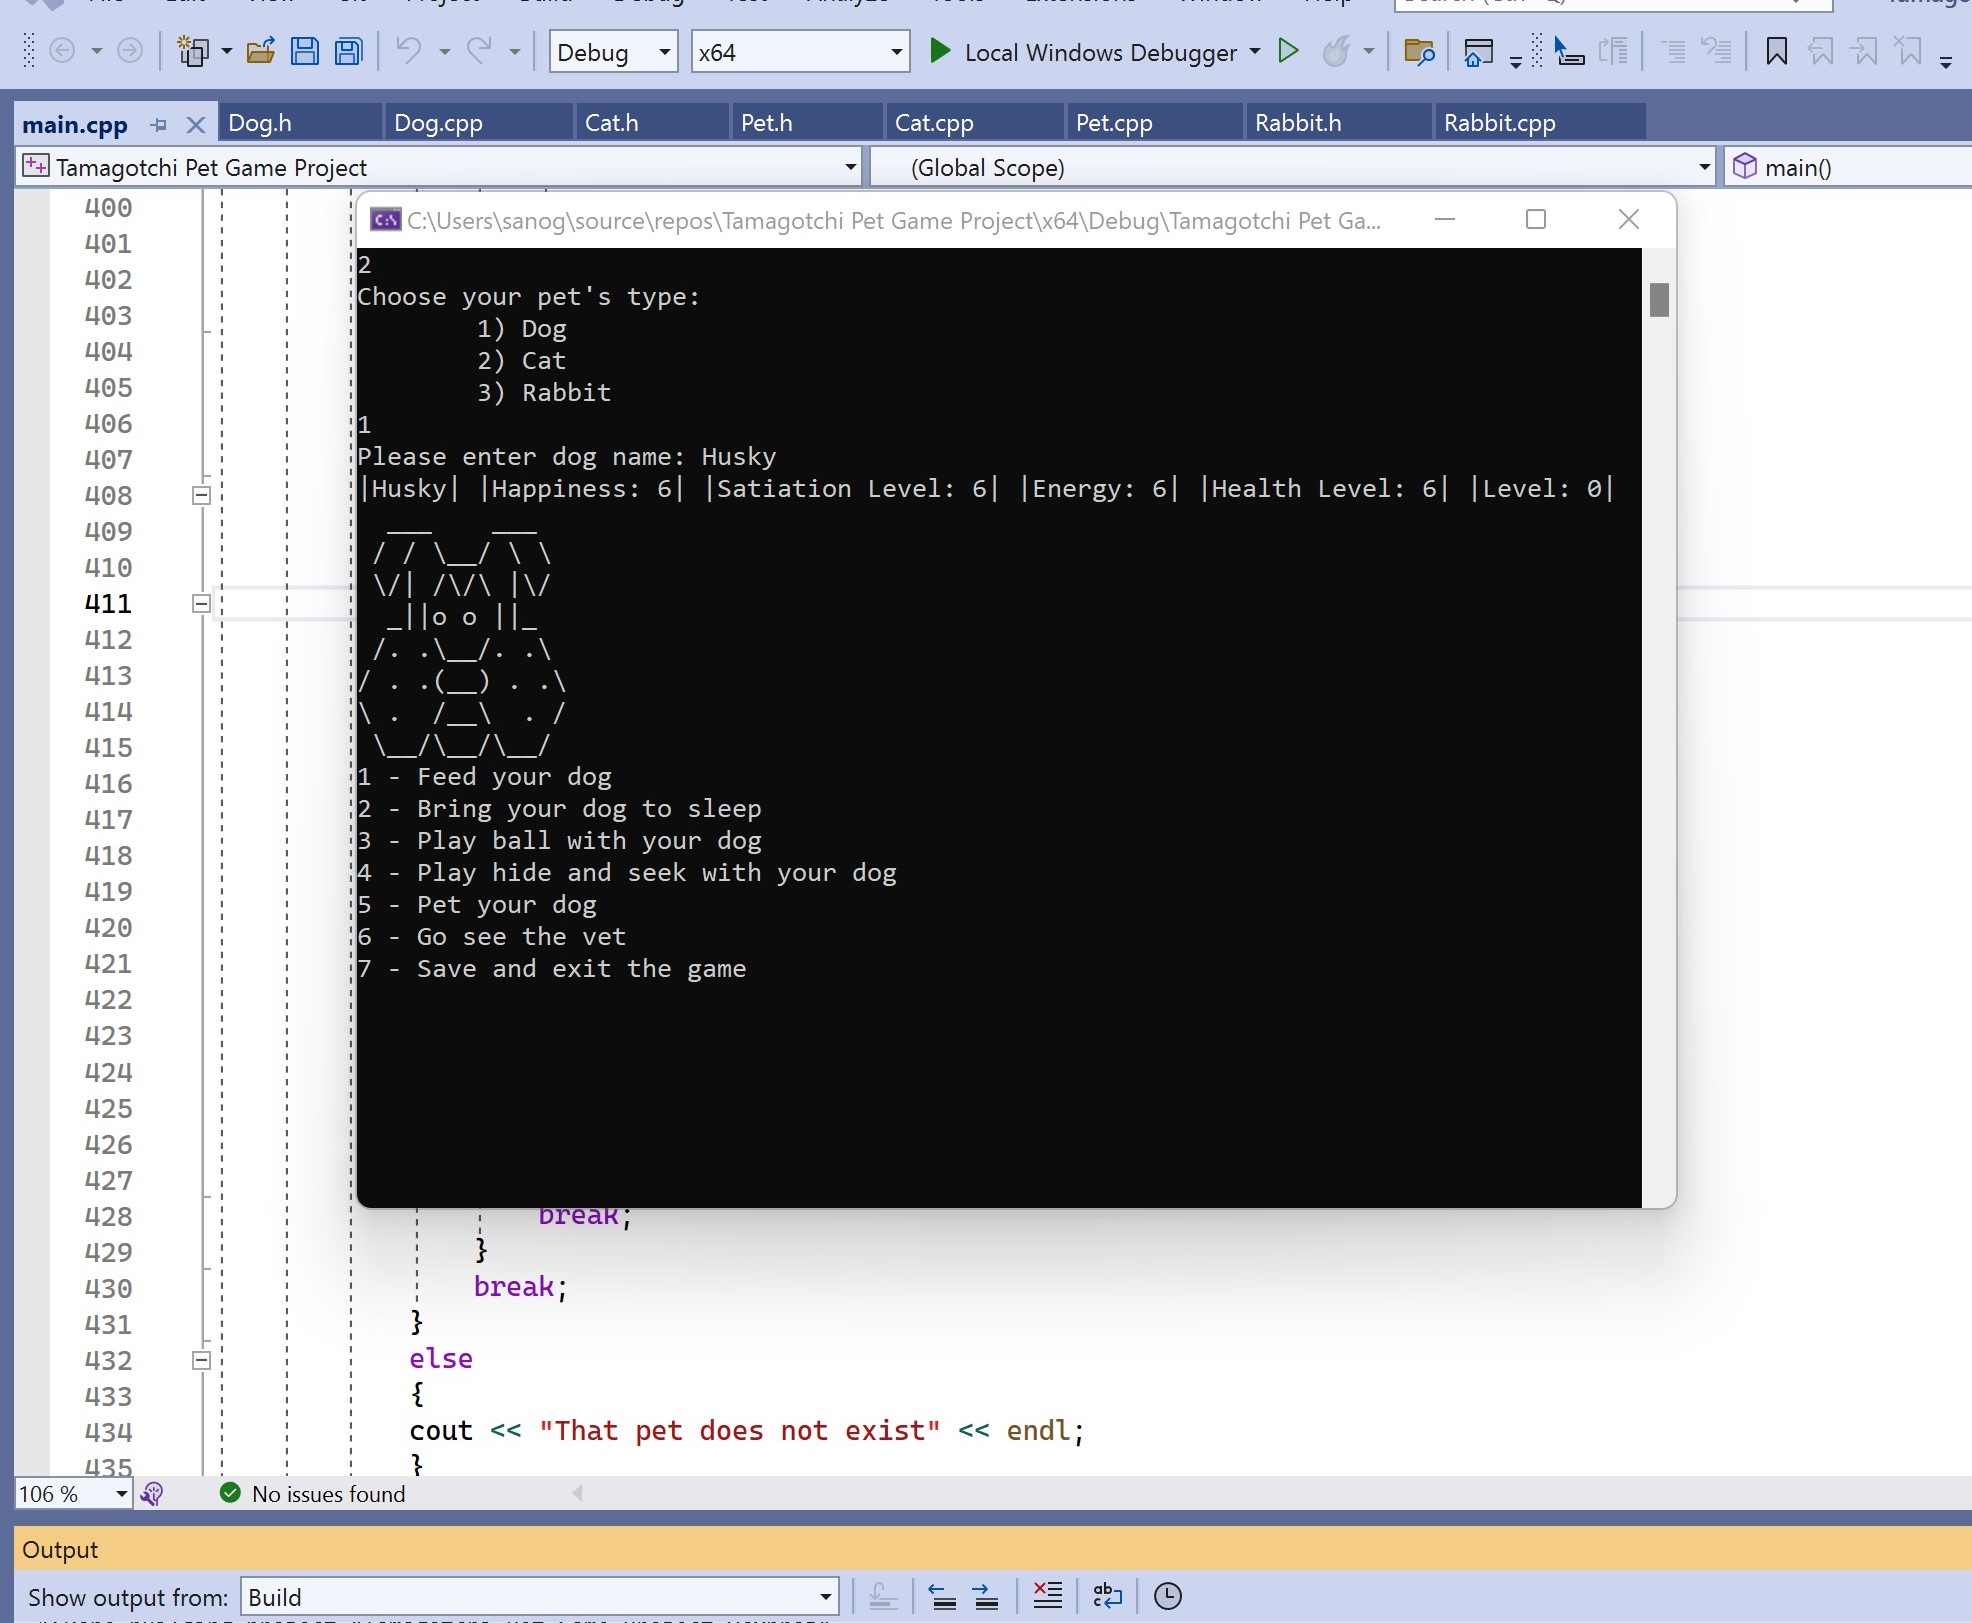 Debug x64 Local Windows Debugger
main.cpp Dog.h Dog.cpp Cat.h Pet.h Cat.cpp Pet.cpp Rabbit.h Rabbit.cpp
Tamagotchi Pet Game Project (Global Scope) main()
C:\Users\sanog\source\repos\Tamagotchi Pet Game Project\x64\Debug\Tamagotchi Pet Ga...
2
Choose your pet's type:
1) Dog
2) Cat
3) Rabbit
1
Please enter dog name: Husky
|Husky| |Happiness: 6| |Satiation Level: 6| |Energy: 6| |Health Level: 6| |Level: 0|
  ___    ___
 / / \__/ \ \
 \/| /\/\ |\/
  _||o o ||_
 /. .\__/. .\
/ . .(__) . .\
\ .  /__\  . /
 \__/\__/\__/
1 - Feed your dog
2 - Bring your dog to sleep
3 - Play ball with your dog
4 - Play hide and seek with your dog
5 - Pet your dog
6 - Go see the vet
7 - Save and exit the game
400
401
402
403
404
405
406
407
408
409
410
411
412
413
414
415
416
417
418
419
420
421
422
423
424
425
426
427
428 break;
429 }
430 break;
431 }
432 else
433 {
434 cout << "That pet does not exist" << endl;
435 }
106 % No issues found
Output
Show output from: Build